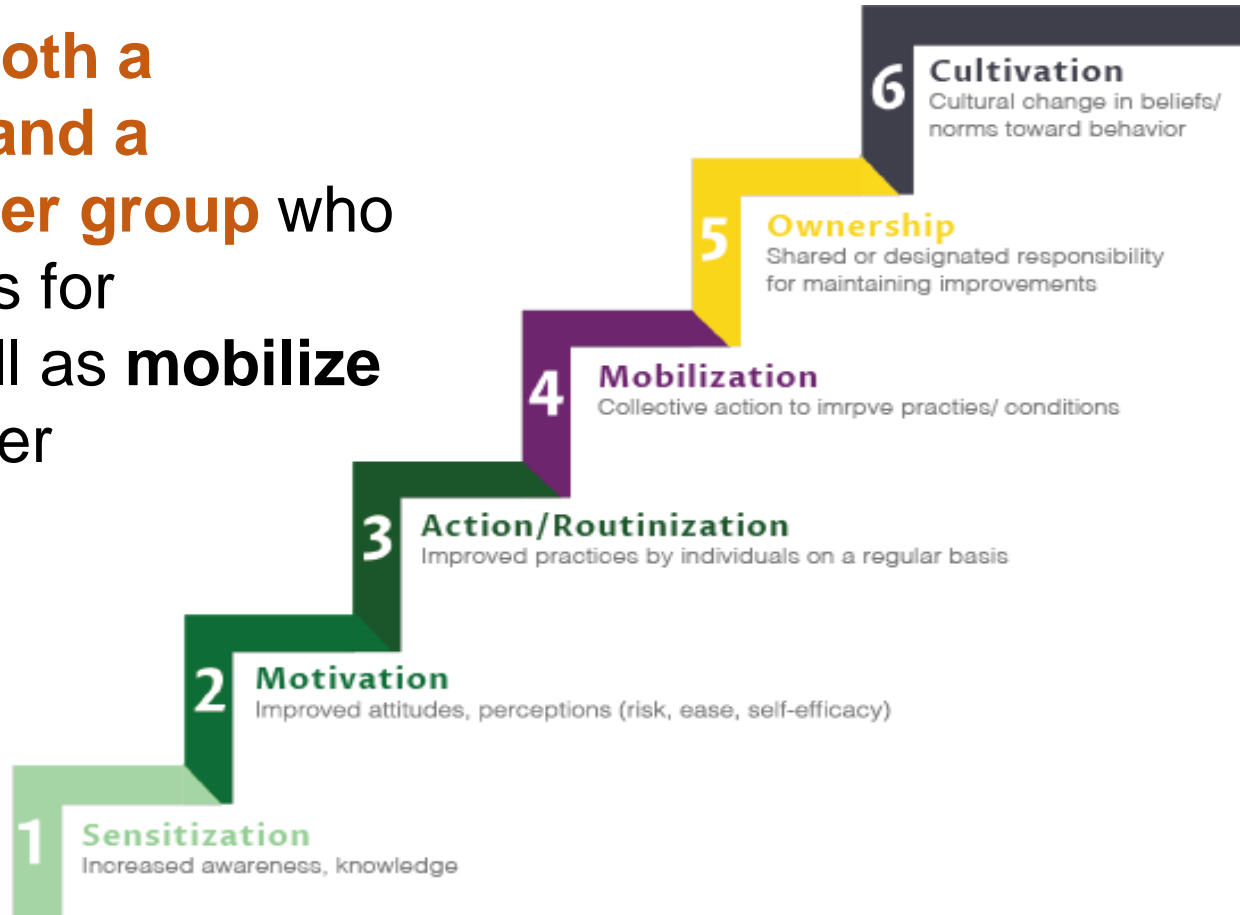 oth a
and a
er group who
s for
ll as mobilize
er
6
Cultivation
Cultural change in beliefs/
norms toward behavior
5
Ownership
Shared or designated responsibility
for maintaining improvements
4
Mobilization
Collective action to imrpve practies/ conditions
3
Action/Routinization
Improved practices by individuals on a regular basis
2
Motivation
Improved attitudes, perceptions (risk, ease, self-efficacy)
1
Sensitization
Increased awareness, knowledge